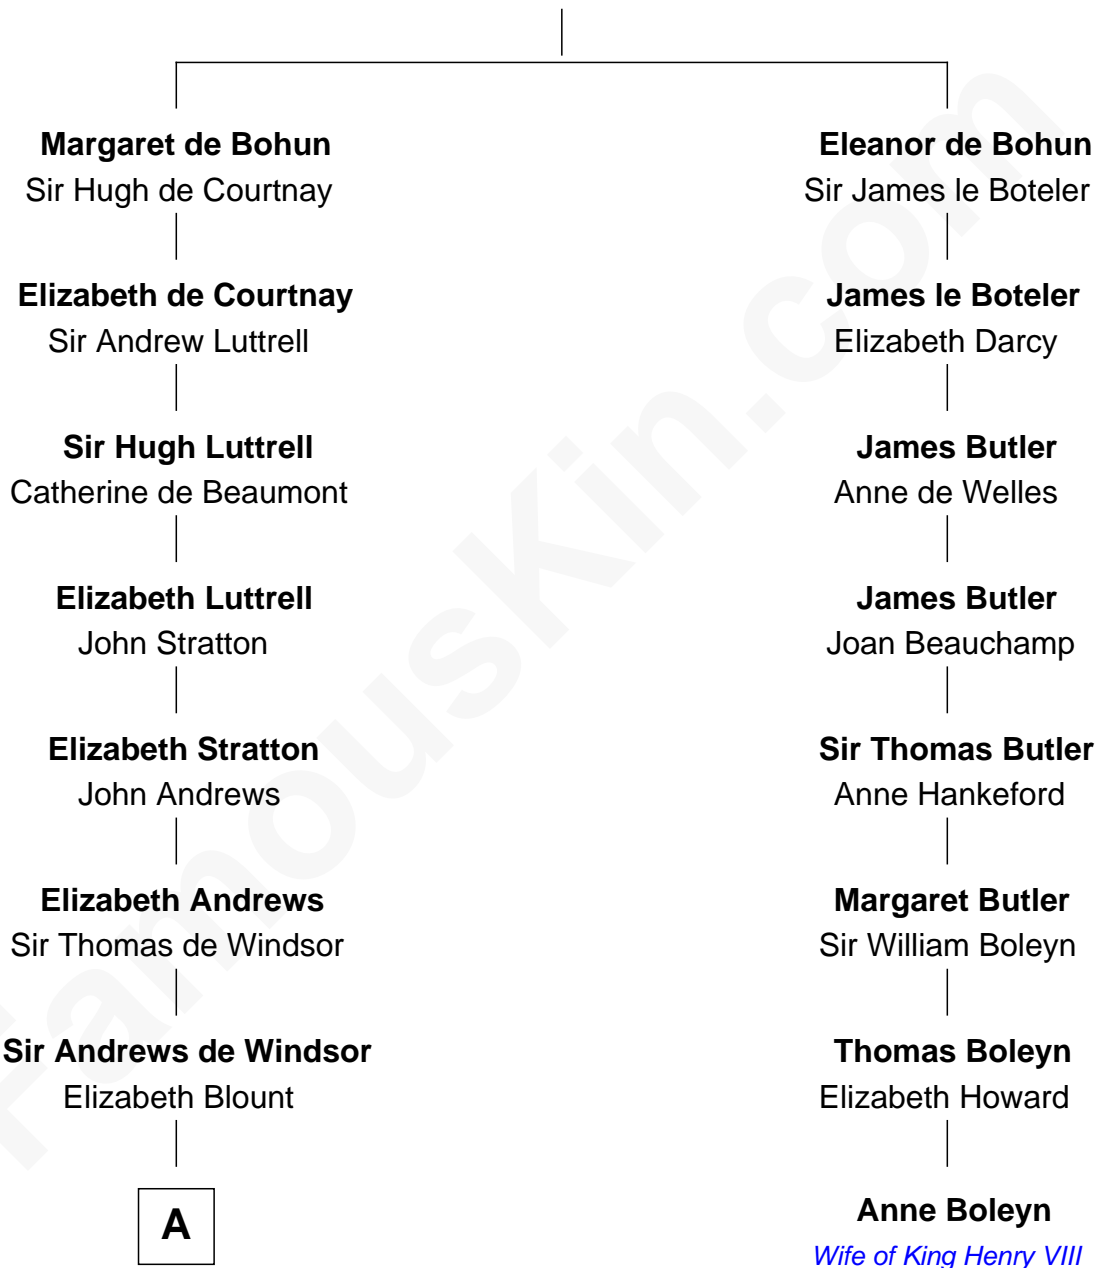 Margaret de Bohun
Sir Hugh de Courtnay
Elizabeth de Courtnay
Sir Andrew Luttrell
Sir Hugh Luttrell
Catherine de Beaumont
Elizabeth Luttrell
John Stratton
Elizabeth Stratton
John Andrews
Elizabeth Andrews
Sir Thomas de Windsor
Sir Andrews de Windsor
Elizabeth Blount
A
Eleanor de Bohun
Sir James le Boteler
James le Boteler
Elizabeth Darcy
James Butler
Anne de Welles
James Butler
Joan Beauchamp
Sir Thomas Butler
Anne Hankeford
Margaret Butler
Sir William Boleyn
Thomas Boleyn
Elizabeth Howard
Anne Boleyn
Wife of King Henry VIII
FamousKin.com